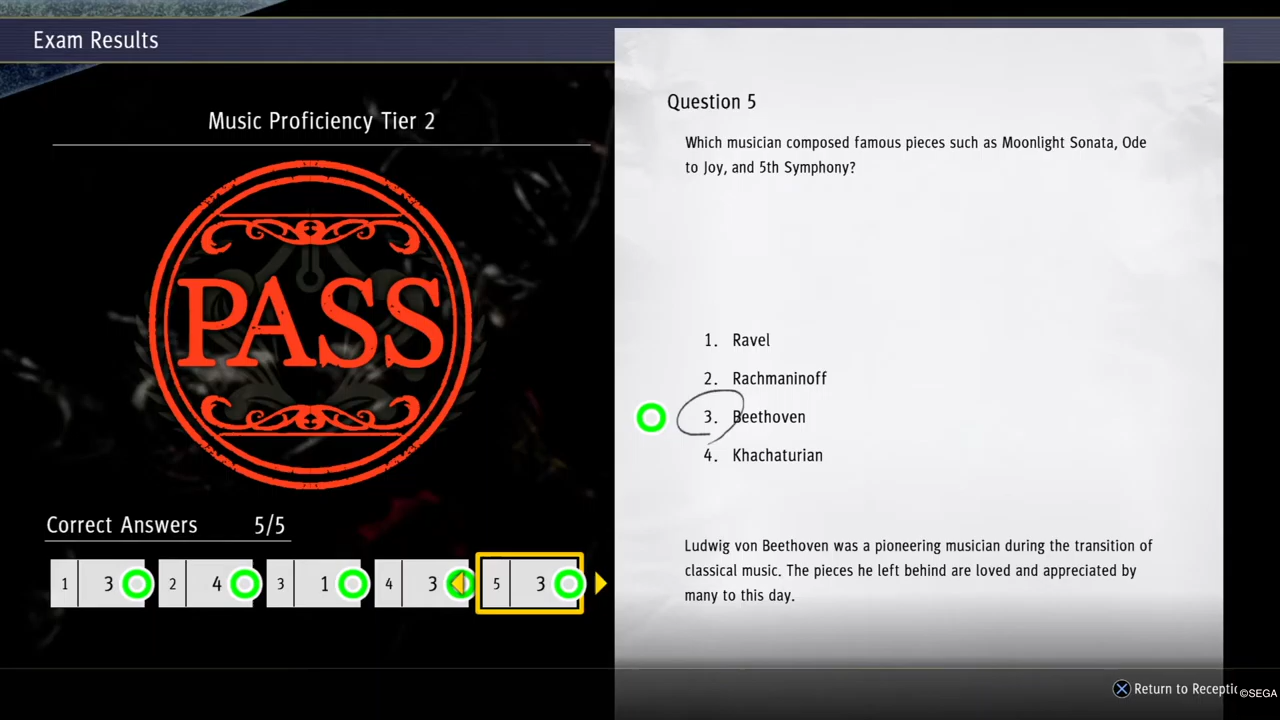 Exam Results
Music Proficiency Tier 2
PASS
Correct Answers 5/5
1 3 2 4 3 1 4 3 5 3
Question 5
Which musician composed famous pieces such as Moonlight Sonata, Ode
to Joy, and 5th Symphony?
1. Ravel
2. Rachmaninoff
3. Beethoven
4. Khachaturian
Ludwig von Beethoven was a pioneering musician during the transition of
classical music. The pieces he left behind are loved and appreciated by
many to this day.
Return to Receptic
©SEGA